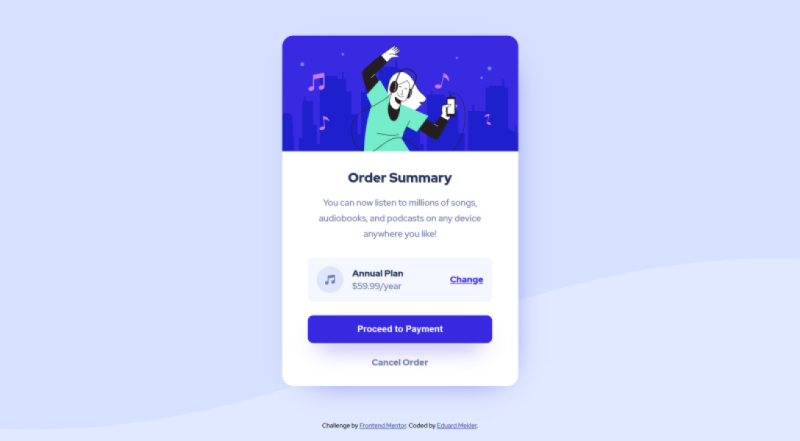 Order Summary
You can now listen to millions of songs,
audiobooks, and podcasts on any device
anywhere you like!
Annual Plan
$59.99/year
Change
Proceed to Payment
Cancel Order
Challenge by Frontend Mentor. Coded by Eduard Mekler.